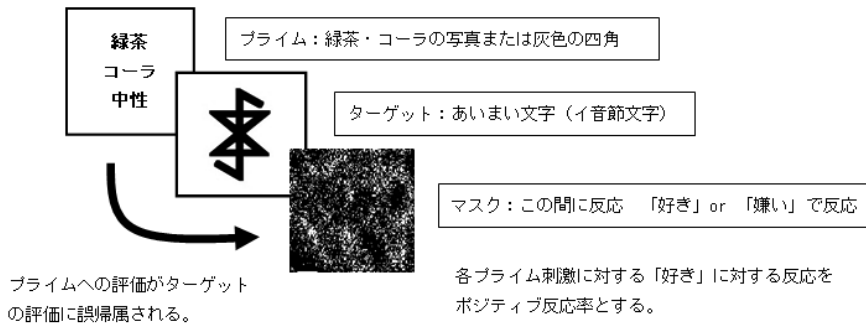 緑茶
コーラ
中性
プライム：緑茶・コーラの写真または灰色の四角
ターゲット：あいまい文字（イ音節文字）
マスク：この間に反応　「好き」or 「嫌い」で反応
プライムへの評価がターゲット
の評価に誤帰属される。
各プライム刺激に対する「好き」に対する反応を
ポジティブ反応率とする。